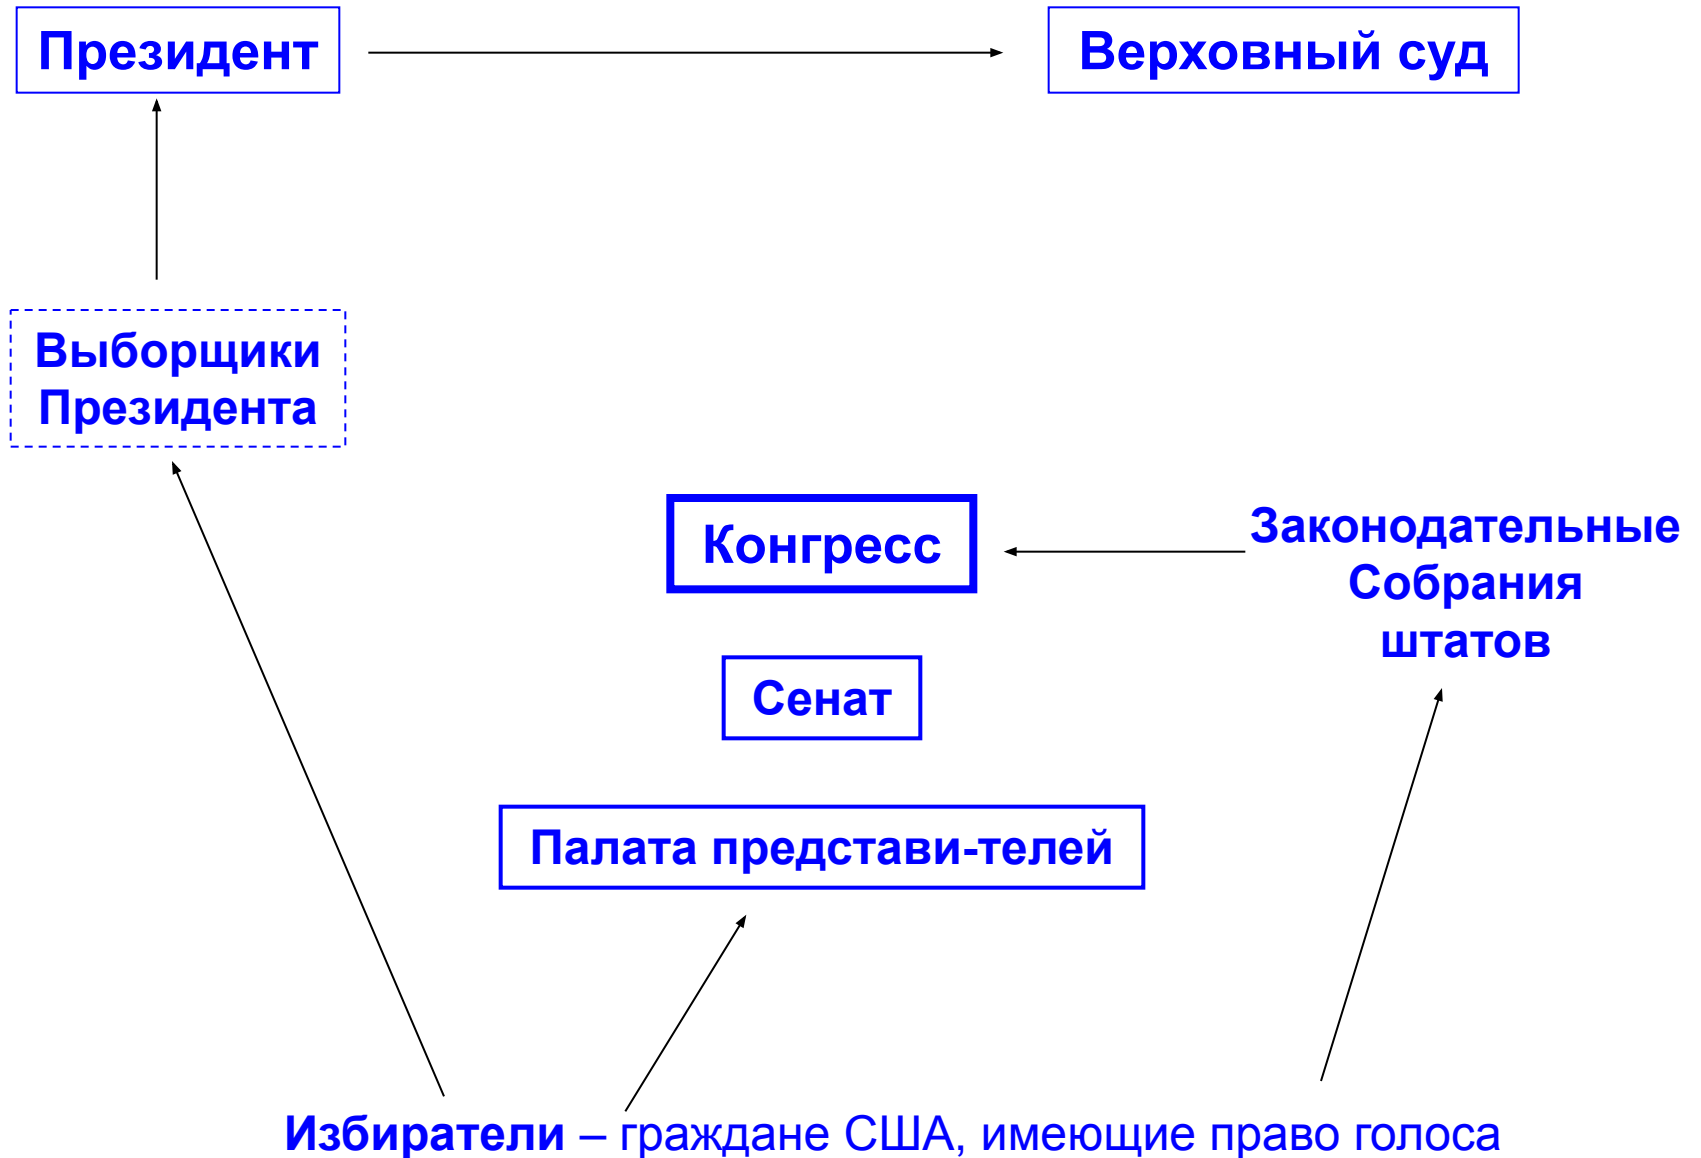 Президент
Верховный суд
Выборщики
Президента
Конгресс
Законодательные
Собрания
штатов
Сенат
Палата представи-телей
Избиратели – граждане США, имеющие право голоса